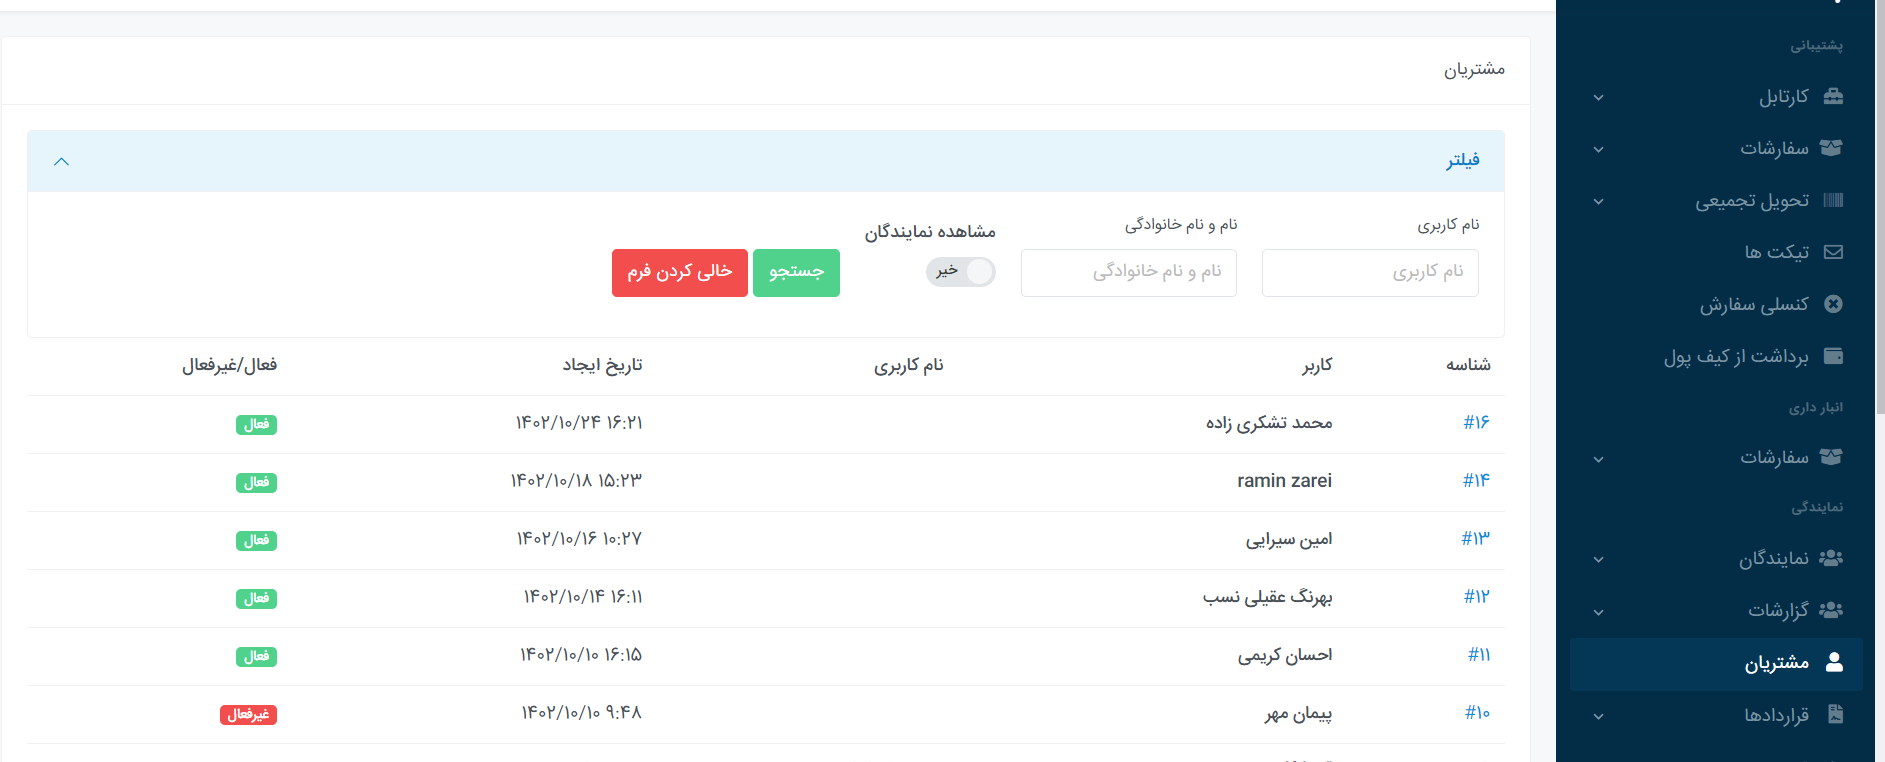 پشتیبانی
کارتابل
سفارشات
تحویل تجمیعی
تیکت ها
کنسلی سفارش
برداشت از کیف پول
انبار داری
سفارشات
نمایندگی
نمایندگان
گزارشات
مشتریان
قراردادها
مشتریان
فیلتر
نام کاربری نام و نام خانوادگی مشاهده نمایندگان
نام کاربری نام و نام خانوادگی خیر جستجو خالی کردن فرم
شناسه کاربر نام کاربری تاریخ ایجاد فعال/غیرفعال
#۱۶ محمد تشکری زاده ۱۴۰۲/۱۰/۲۴ ۱۶:۲۱ فعال
#۱۴ ramin zarei ۱۴۰۲/۱۰/۱۸ ۱۵:۲۳ فعال
#۱۳ امین سیرایی ۱۴۰۲/۱۰/۱۶ ۱۰:۲۷ فعال
#۱۲ بهرنگ عقیلی نسب ۱۴۰۲/۱۰/۱۴ ۱۶:۱۱ فعال
#۱۱ احسان کریمی ۱۴۰۲/۱۰/۱۰ ۱۶:۱۵ فعال
#۱۰ پیمان مهر ۱۴۰۲/۱۰/۱۰ ۹:۴۸ غیرفعال